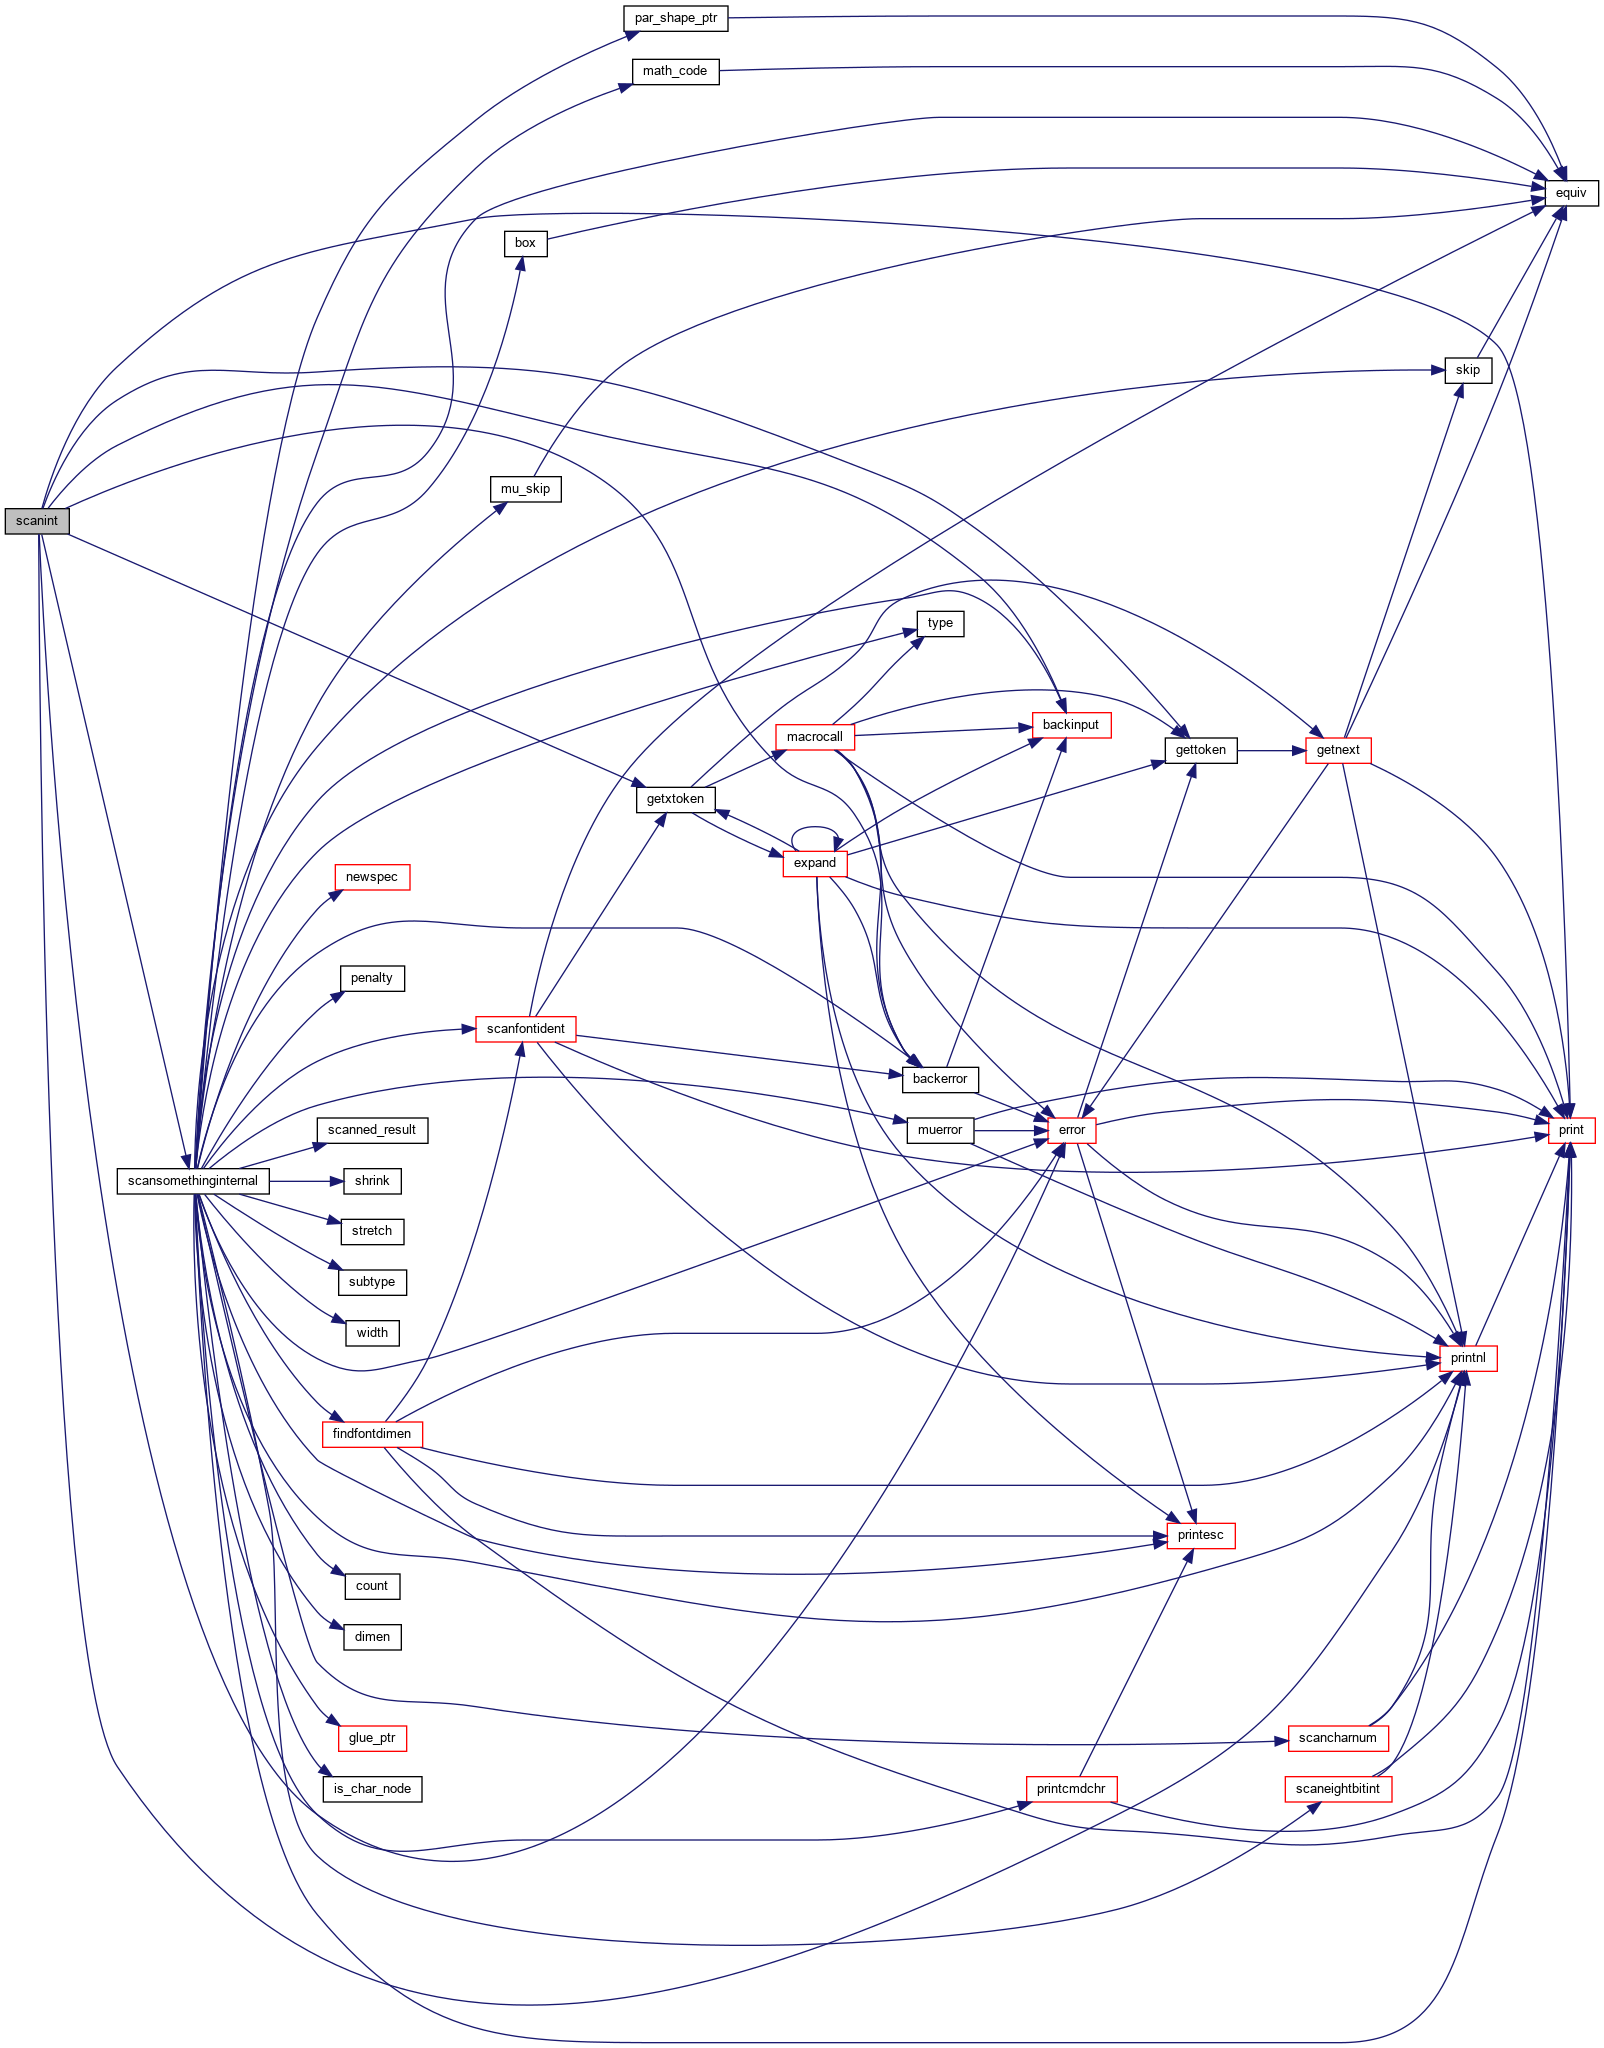 par_shape_ptr
math_code
equiv
box
skip
mu_skip
scanint
type
backinput
macrocall
gettoken
getnext
getxtoken
expand
newspec
penalty
scanfontident
backerror
scanned_result
muerror
error
print
scansomethinginternal
shrink
stretch
subtype
width
printnl
findfontdimen
printesc
count
dimen
glue_ptr
scancharnum
is_char_node
printcmdchr
scaneightbitint